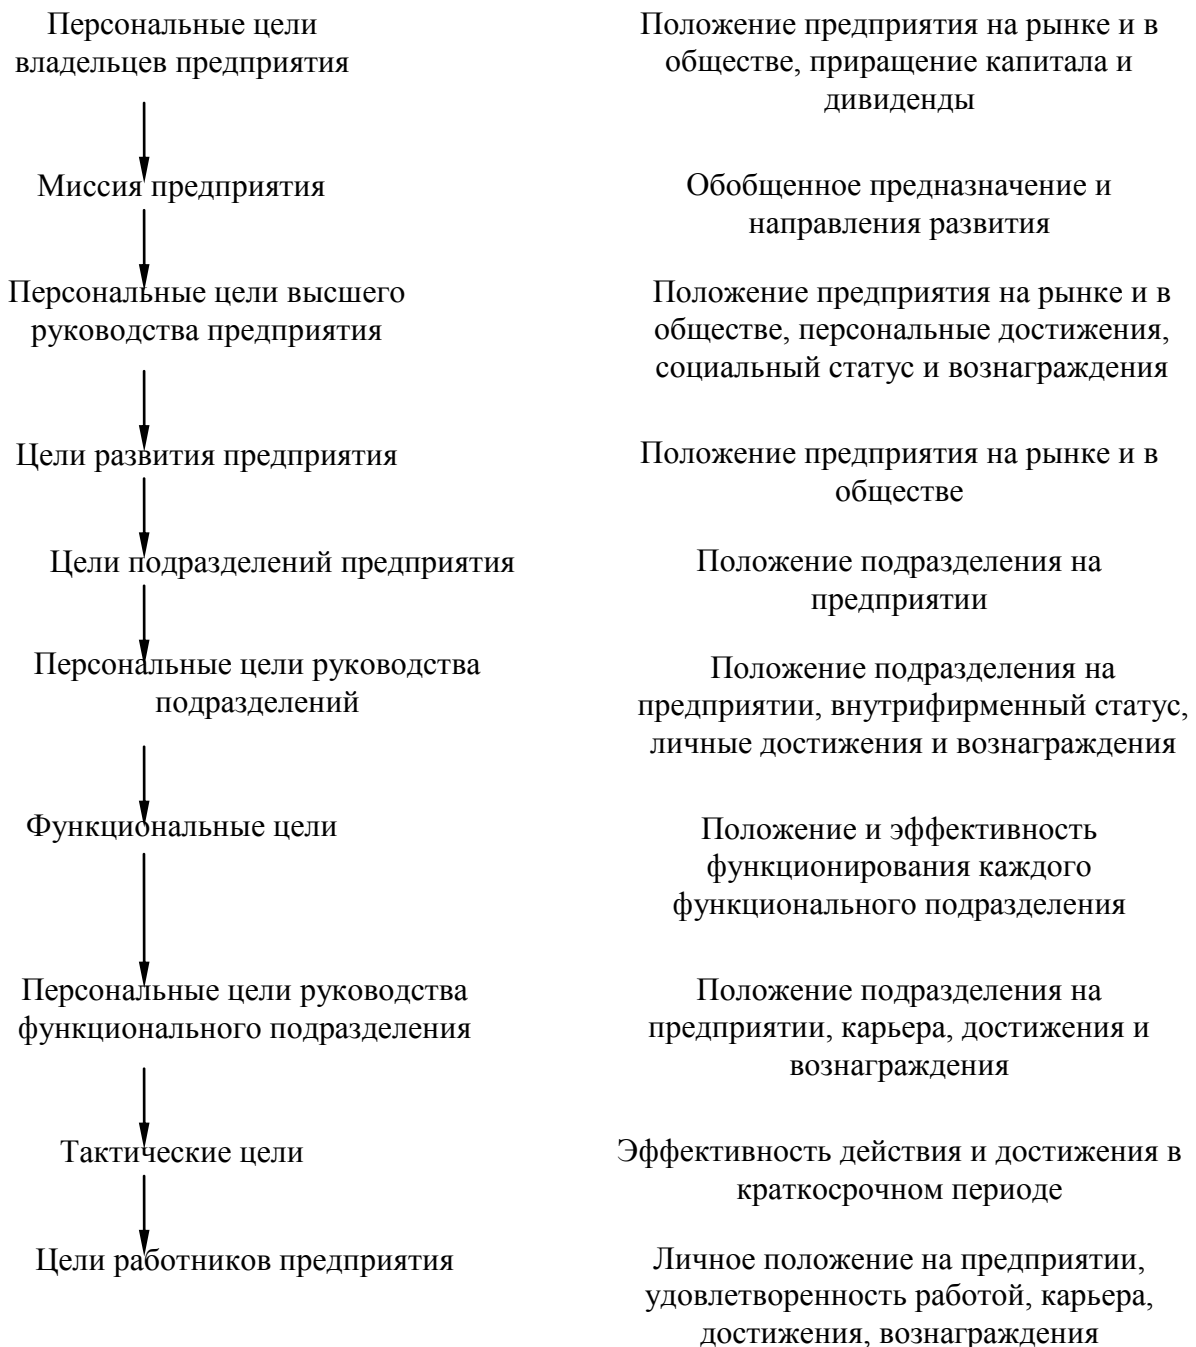 Персональные цели
владельцев предприятия
Положение предприятия на рынке и в
обществе, приращение капитала и
дивиденды
Миссия предприятия
Обобщенное предназначение и
направления развития
Персональные цели высшего
руководства предприятия
Положение предприятия на рынке и в
обществе, персональные достижения,
социальный статус и вознаграждения
Цели развития предприятия
Положение предприятия на рынке и в
обществе
Цели подразделений предприятия
Положение подразделения на
предприятии
Персональные цели руководства
подразделений
Положение подразделения на
предприятии, внутрифирменный статус,
личные достижения и вознаграждения
Функциональные цели
Положение и эффективность
функционирования каждого
функционального подразделения
Персональные цели руководства
функционального подразделения
Положение подразделения на
предприятии, карьера, достижения и
вознаграждения
Тактические цели
Эффективность действия и достижения в
краткосрочном периоде
Цели работников предприятия
Личное положение на предприятии,
удовлетворенность работой, карьера,
достижения, вознаграждения